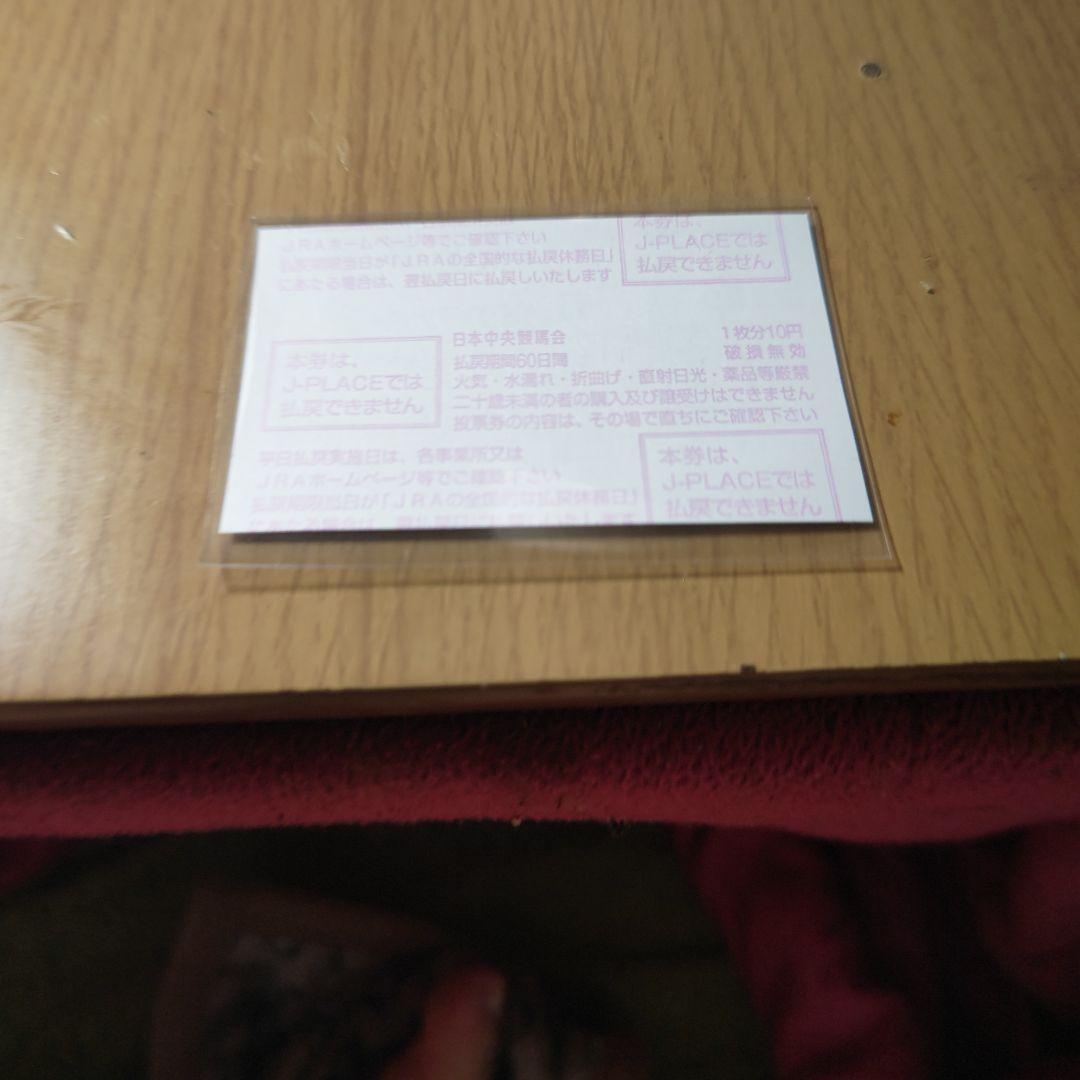 JRAホームページ等でご確認下さい
払戻期限当日が「JRAの全国的な払戻休務日」
にあたる場合は、翌払戻日に払戻しいたします
本券は、
J-PLACEでは
払戻できません
本券は、
J-PLACEでは
払戻できません
日本中央競馬会
1枚分10円
払戻期間60日間
破損無効
火気・水濡れ・折曲げ・直射日光・薬品等厳禁
二十歳未満の者の購入及び譲受けはできません
投票券の内容は、その場で直ちにご確認下さい
平日払戻実施日は、各事業所又は
JRAホームページ等でご確認下さい
払戻期限当日が「JRAの全国的な払戻休務日」
本券は、
J-PLACEでは
払戻できません